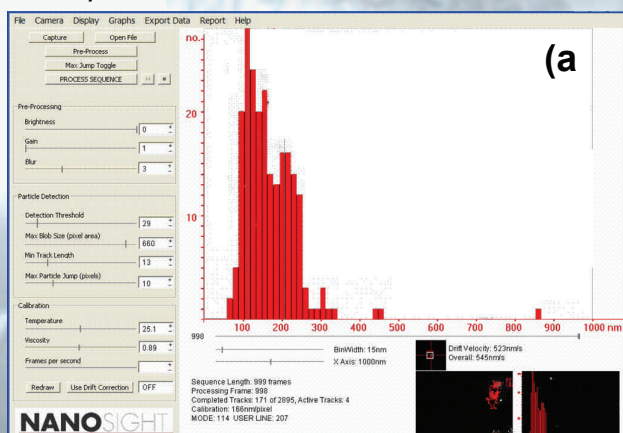 File Camera Display Graphs Export Data Report Help
Capture Open File
Pre-Process
Max Jump Toggle
PROCESS SEQUENCE
Pre-Processing
Brightness
0
Gain
1
Blur
3
Particle Detection
Detection Threshold
29
Max Blob Size (pixel area)
660
Min Track Length
13
Max Particle Jump (pixels)
10
Calibration
Temperature
25.1
Viscosity
0.89
Frames per second
Redraw Use Drift Correction OFF
NANOSIGHT
no.
(a
20
10
100 200 300 400 500 600 700 800 900 1000 nm
998
BinWidth: 15nm
X Axis: 1000nm
Drift Velocity: 523nm/s
Overall: 545nm/s
Sequence Length: 999 frames
Processing Frame: 998
Completed Tracks: 171 of 2895, Active Tracks: 4
Calibration: 166nm/pixel
MODE: 114 USER LINE: 207